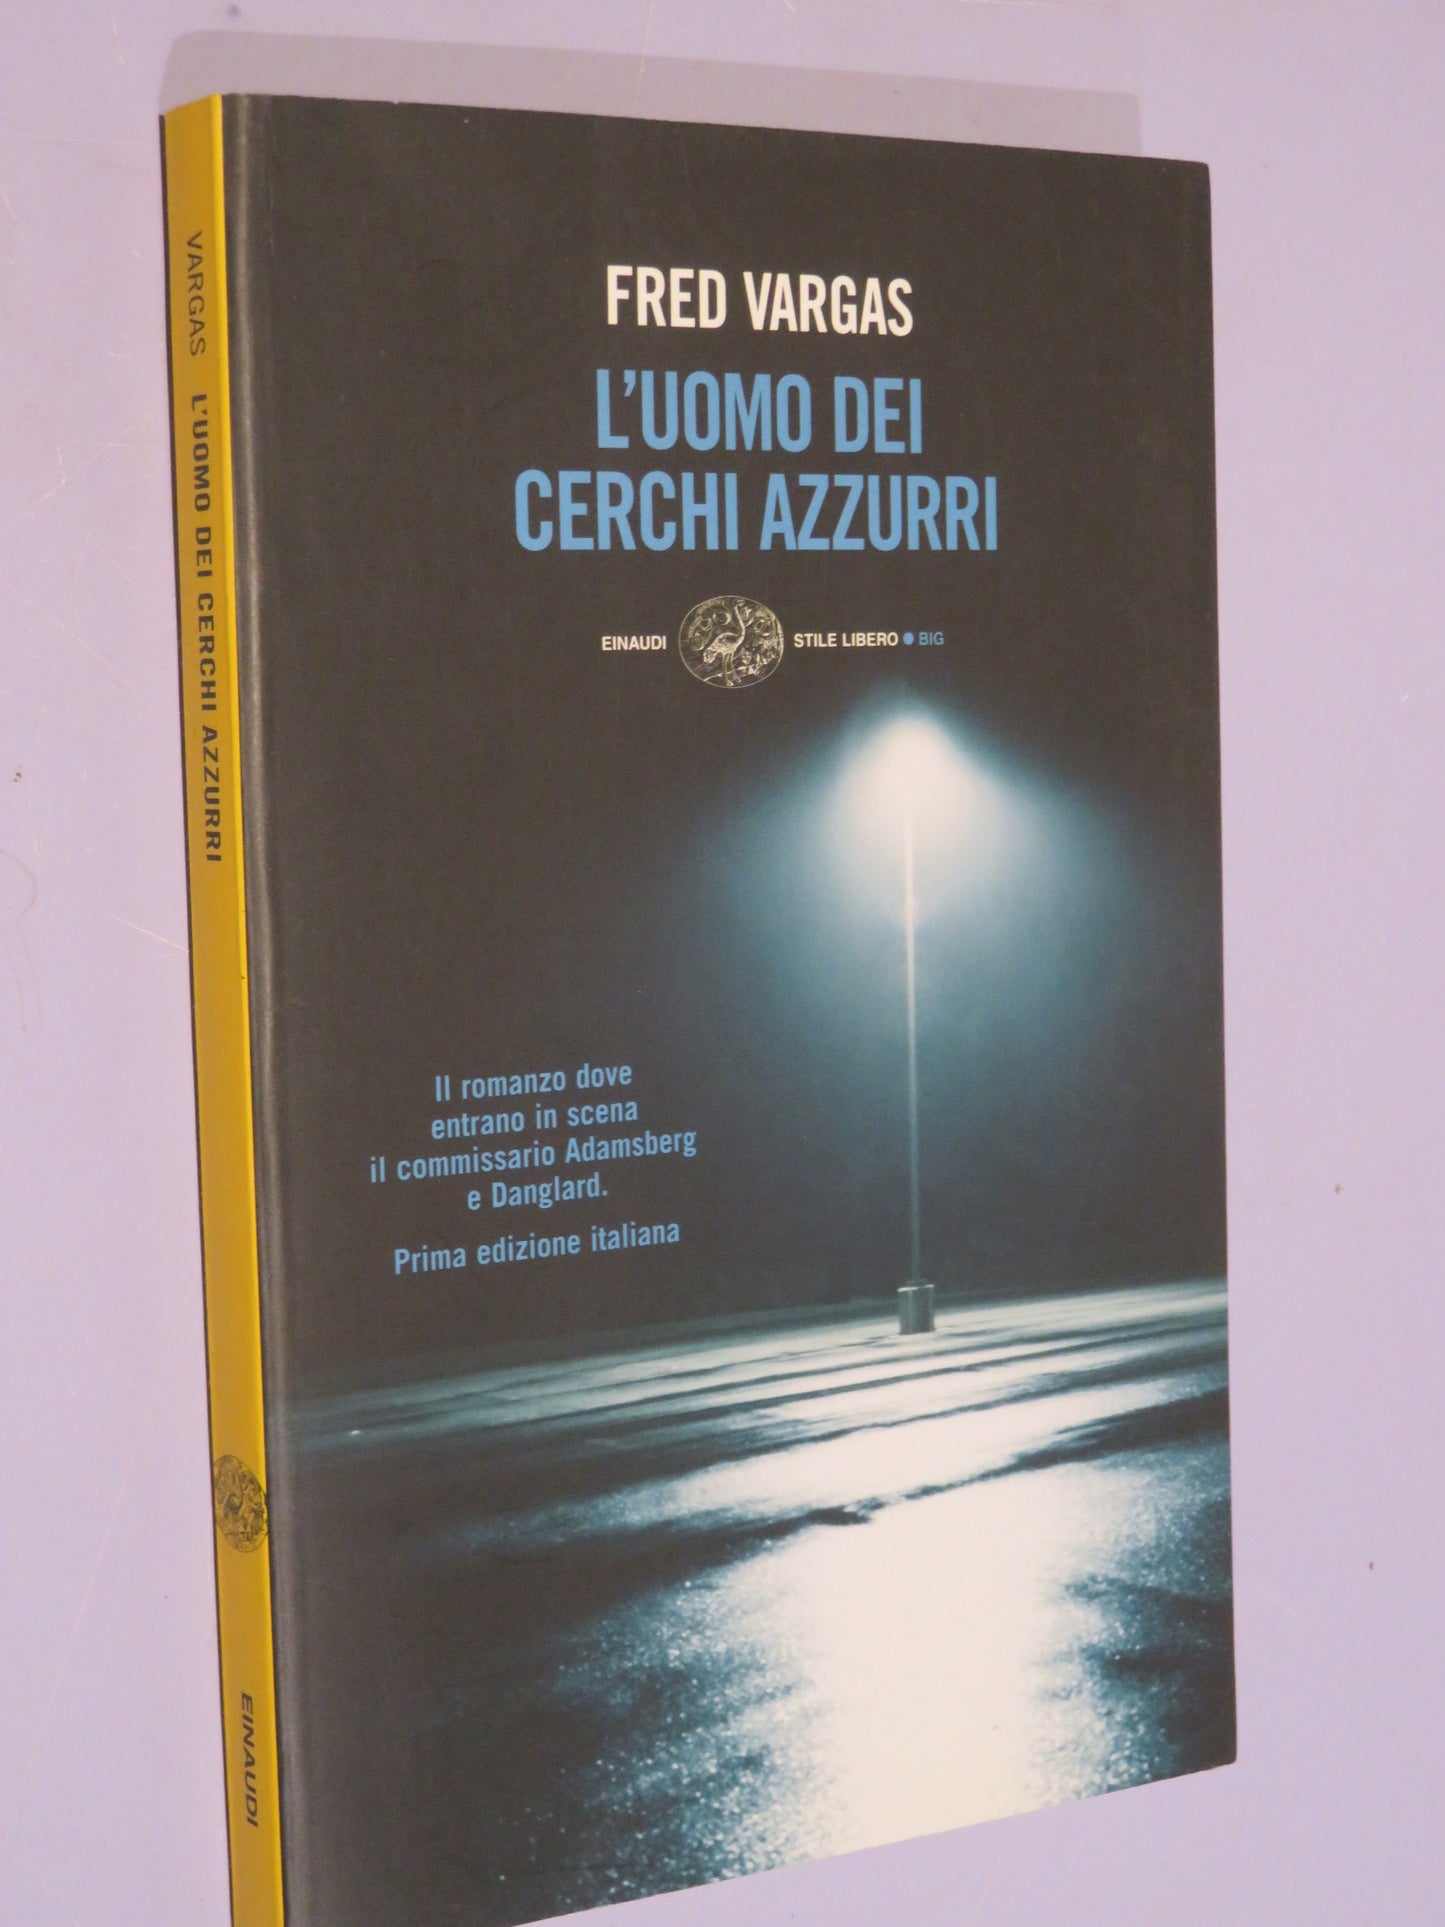 FRED VARGAS
L'UOMO DEI
CERCHI AZZURRI
EINAUDI STILE LIBERO • BIG
Il romanzo dove
entrano in scena
il commissario Adamsberg
e Danglard.
Prima edizione italiana
VARGAS L'UOMO DEI CERCHI AZZURRI
EINAUDI